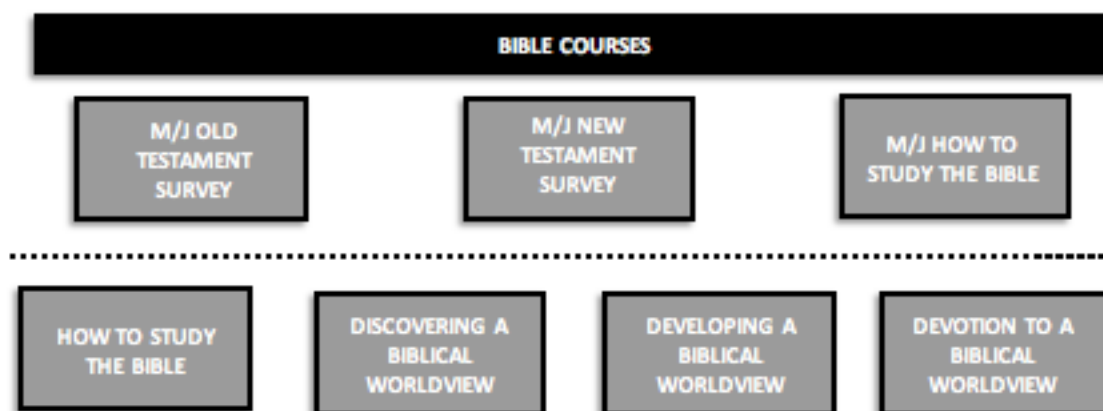 BIBLE COURSES
M/J OLD
TESTAMENT
SURVEY
M/J NEW
TESTAMENT
SURVEY
M/J HOW TO
STUDY THE BIBLE
HOW TO STUDY
THE BIBLE
DISCOVERING A
BIBLICAL
WORLDVIEW
DEVELOPING A
BIBLICAL
WORLDVIEW
DEVOTION TO A
BIBLICAL
WORLDVIEW